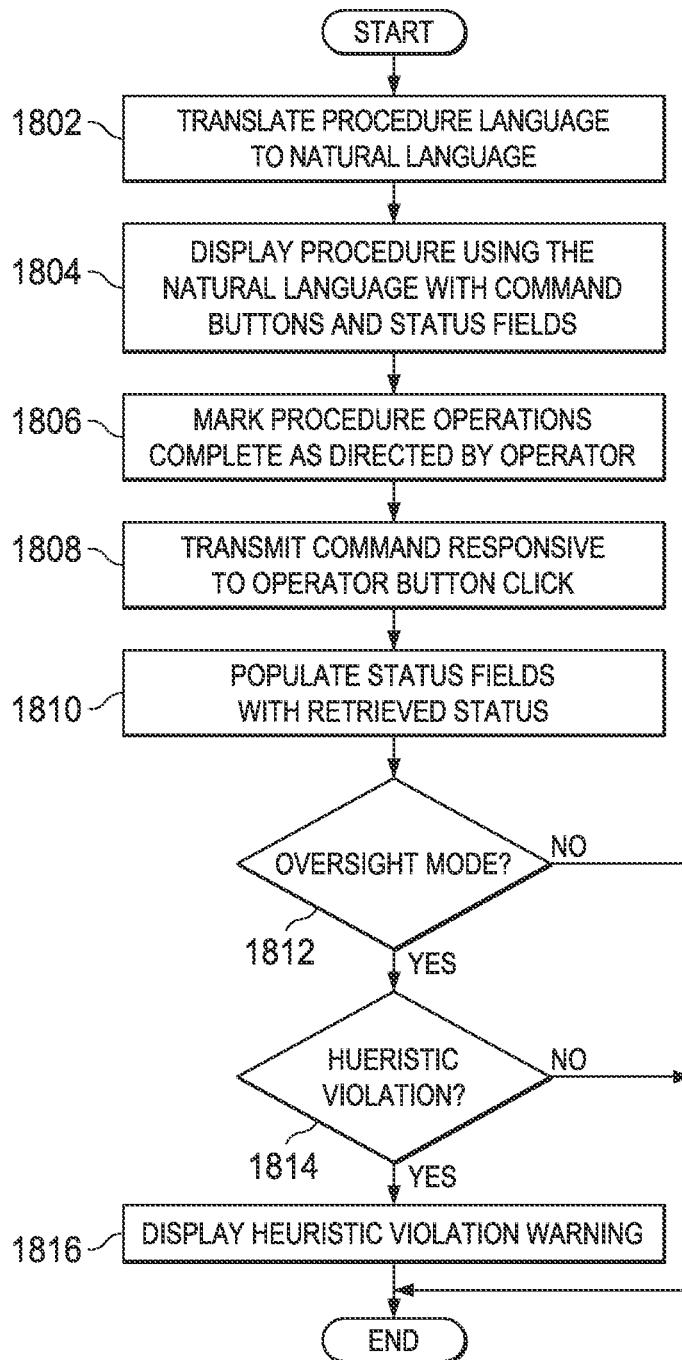 START
1802
TRANSLATE PROCEDURE LANGUAGE
TO NATURAL LANGUAGE
1804
DISPLAY PROCEDURE USING THE
NATURAL LANGUAGE WITH COMMAND
BUTTONS AND STATUS FIELDS
1806
MARK PROCEDURE OPERATIONS
COMPLETE AS DIRECTED BY OPERATOR
1808
TRANSMIT COMMAND RESPONSIVE
TO OPERATOR BUTTON CLICK
1810
POPULATE STATUS FIELDS
WITH RETRIEVED STATUS
OVERSIGHT MODE?
NO
1812
YES
HUERISTIC
VIOLATION?
NO
1814
YES
1816
DISPLAY HEURISTIC VIOLATION WARNING
END